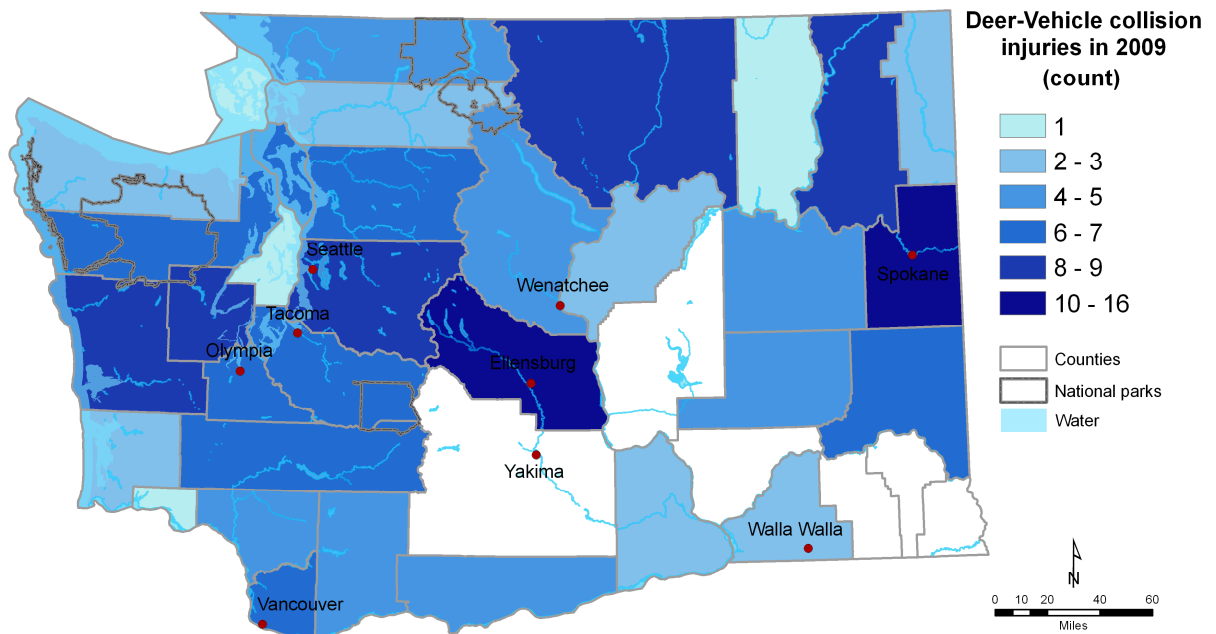 Deer-Vehicle collision
injuries in 2009
(count)
1
2 - 3
4 - 5
6 - 7
8 - 9
10 - 16
Counties
National parks
Water
Seattle
Spokane
Wenatchee
Tacoma
Olympia
Ellensburg
Yakima
Walla Walla
Vancouver
N
0 10 20 40 60
Miles